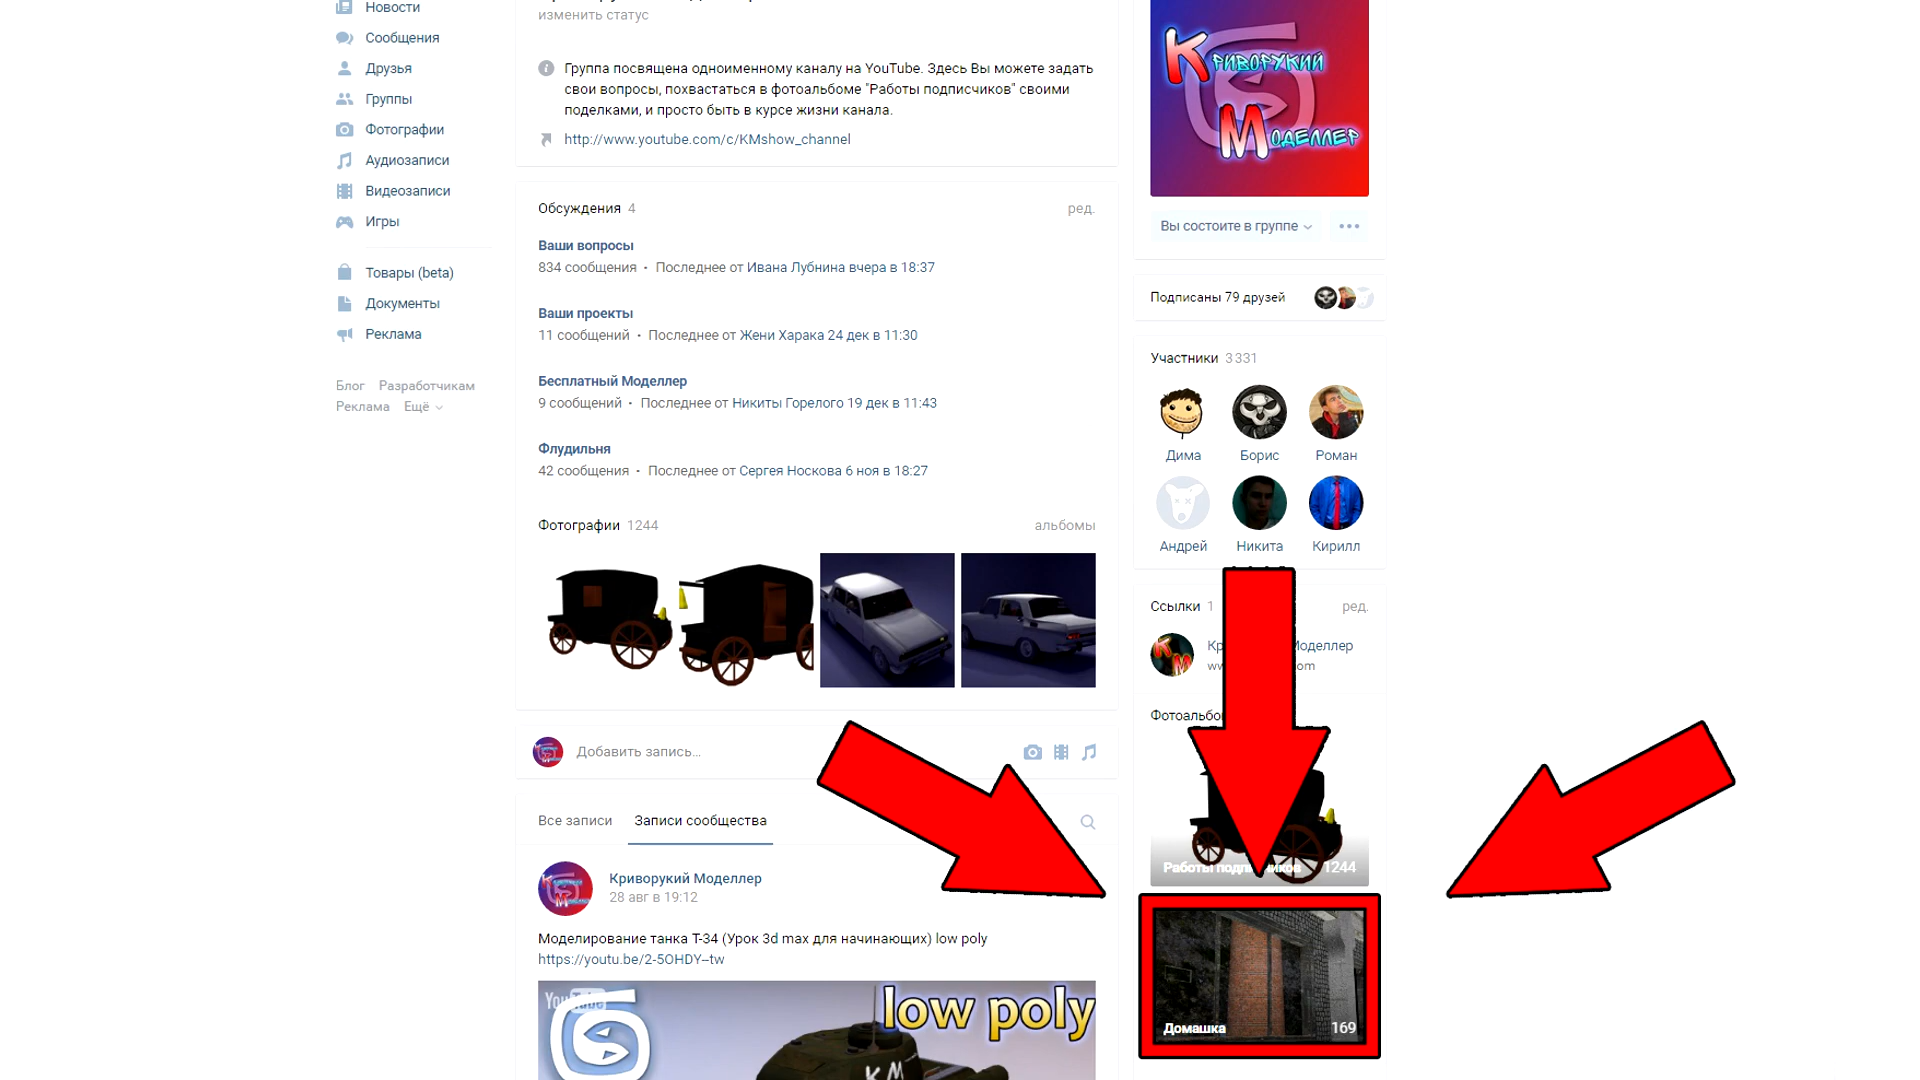 Новости
Сообщения
Друзья
Группы
Фотографии
Аудиозаписи
Видеозаписи
Игры
Товары (beta)
Документы
Реклама
Блог Разработчикам
Реклама Ещё
изменить статус
Группа посвящена одноименному каналу на YouTube. Здесь Вы можете задать
свои вопросы, похвастаться в фотоальбоме "Работы подписчиков" своими
поделками, и просто быть в курсе жизни канала.
http://www.youtube.com/c/KMshow_channel
Обсуждения 4 ред.
Ваши вопросы
834 сообщения · Последнее от Ивана Лубнина вчера в 18:37
Ваши проекты
11 сообщений · Последнее от Жени Харака 24 дек в 11:30
Бесплатный Моделлер
9 сообщений · Последнее от Никиты Горелого 19 дек в 11:43
Флудильня
42 сообщения · Последнее от Сергея Носкова 6 ноя в 18:27
Фотографии 1244 альбомы
Добавить запись...
Все записи Записи сообщества
Криворукий Моделлер
28 авг в 19:12
Моделирование танка Т-34 (Урок 3d max для начинающих) low poly
https://youtu.be/2-5OHDY--tw
YouTube
low poly
КМ
Криворукий
Моделлер
Вы состоите в группе
Подписаны 79 друзей
Участники 3 331
Дима Борис Роман
Андрей Никита Кирилл
Ссылки 1 ред.
КМ
Работы 1244
Домашка 169